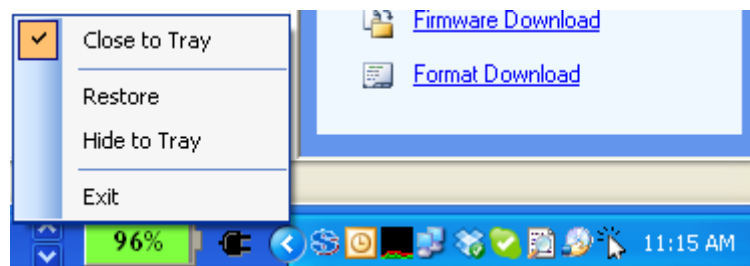 Close to Tray
Restore
Hide to Tray
Exit
Firmware Download
Format Download
96%
11:15 AM